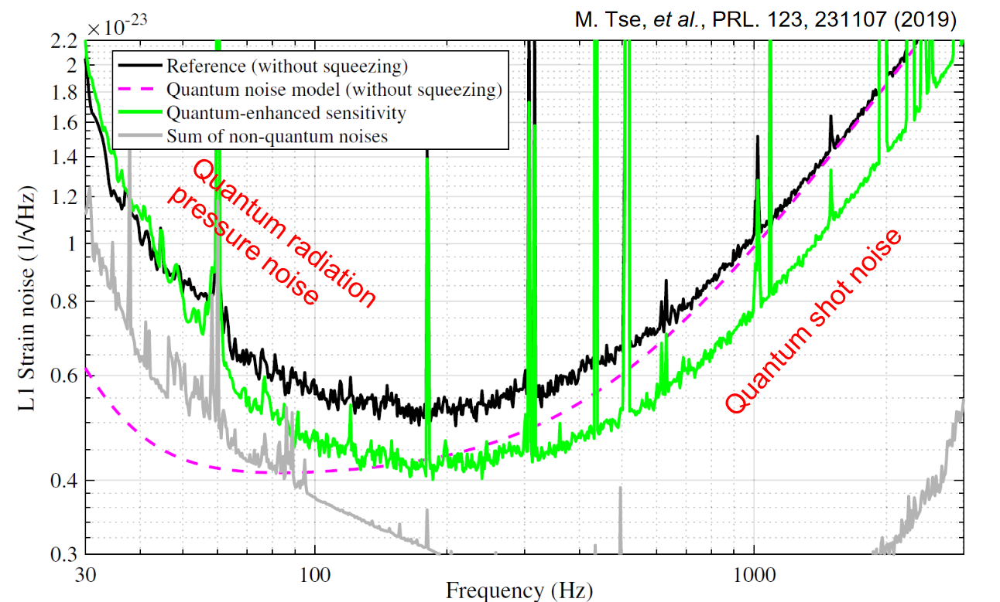 M. Tse, et al., PRL. 123, 231107 (2019)
×10⁻²³
2.2
2
1.8
1.6
1.4
1.2
1
0.8
0.6
0.4
0.3
L1 Strain noise (1/√Hz)
Reference (without squeezing)
Quantum noise model (without squeezing)
Quantum-enhanced sensitivity
Sum of non-quantum noises
Quantum radiation
pressure noise
Quantum shot noise
30
100
1000
Frequency (Hz)